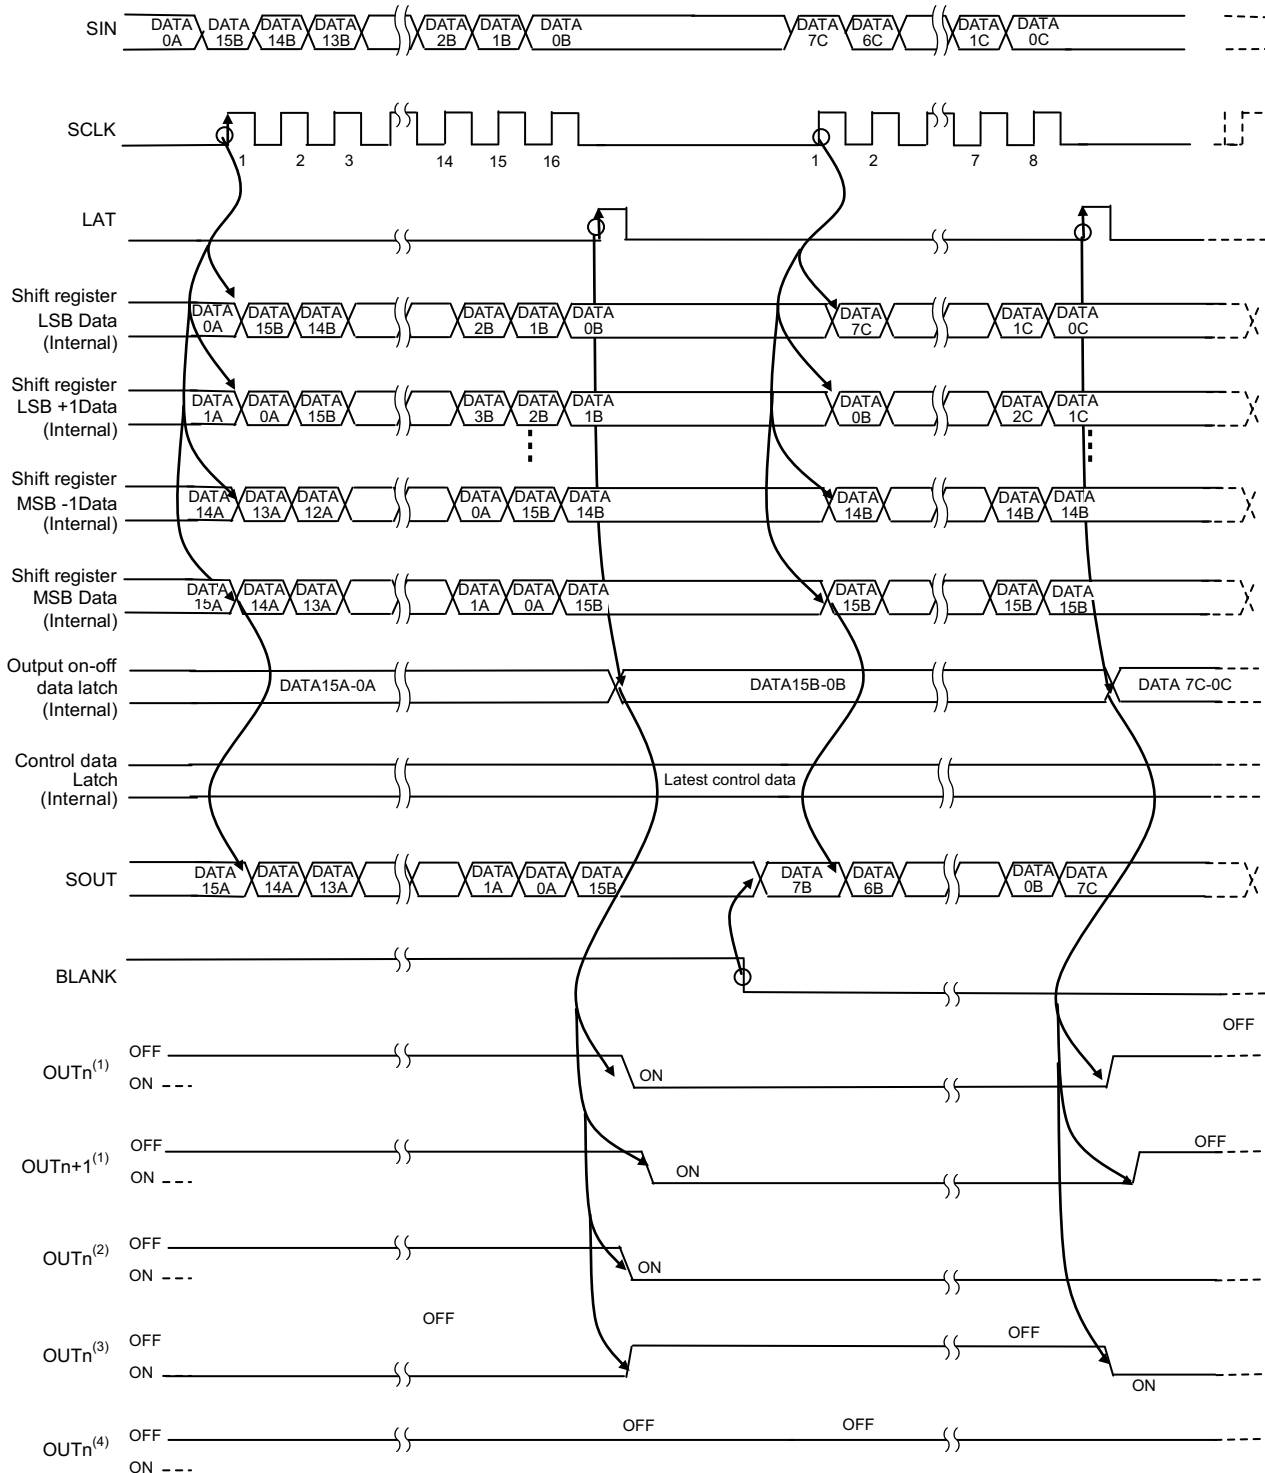 SIN
DATA 0A
DATA 15B
DATA 14B
DATA 13B
DATA 2B
DATA 1B
DATA 0B
DATA 7C
DATA 6C
DATA 1C
DATA 0C
SCLK
1 2 3 14 15 16 1 2 7 8
LAT
Shift register
LSB Data
(Internal)
DATA 0A
DATA 15B
DATA 14B
DATA 2B
DATA 1B
DATA 0B
DATA 7C
DATA 1C
DATA 0C
Shift register
LSB +1Data
(Internal)
DATA 1A
DATA 0A
DATA 15B
DATA 3B
DATA 2B
DATA 1B
DATA 0B
DATA 2C
DATA 1C
Shift register
MSB -1Data
(Internal)
DATA 14A
DATA 13A
DATA 12A
DATA 0A
DATA 15B
DATA 14B
DATA 14B
DATA 14B
DATA 14B
Shift register
MSB Data
(Internal)
DATA 15A
DATA 14A
DATA 13A
DATA 1A
DATA 0A
DATA 15B
DATA 15B
DATA 15B
DATA 15B
Output on-off
data latch
(Internal)
DATA15A-0A
DATA15B-0B
DATA 7C-0C
Control data
Latch
(Internal)
Latest control data
SOUT
DATA 15A
DATA 14A
DATA 13A
DATA 1A
DATA 0A
DATA 15B
DATA 7B
DATA 6B
DATA 0B
DATA 7C
BLANK
OUTn(1)
OFF
ON
ON
OFF
OUTn+1(1)
OFF
ON
ON
OFF
OUTn(2)
OFF
ON
ON
OUTn(3)
OFF
ON
OFF
OFF
ON
OUTn(4)
OFF
ON
OFF
OFF